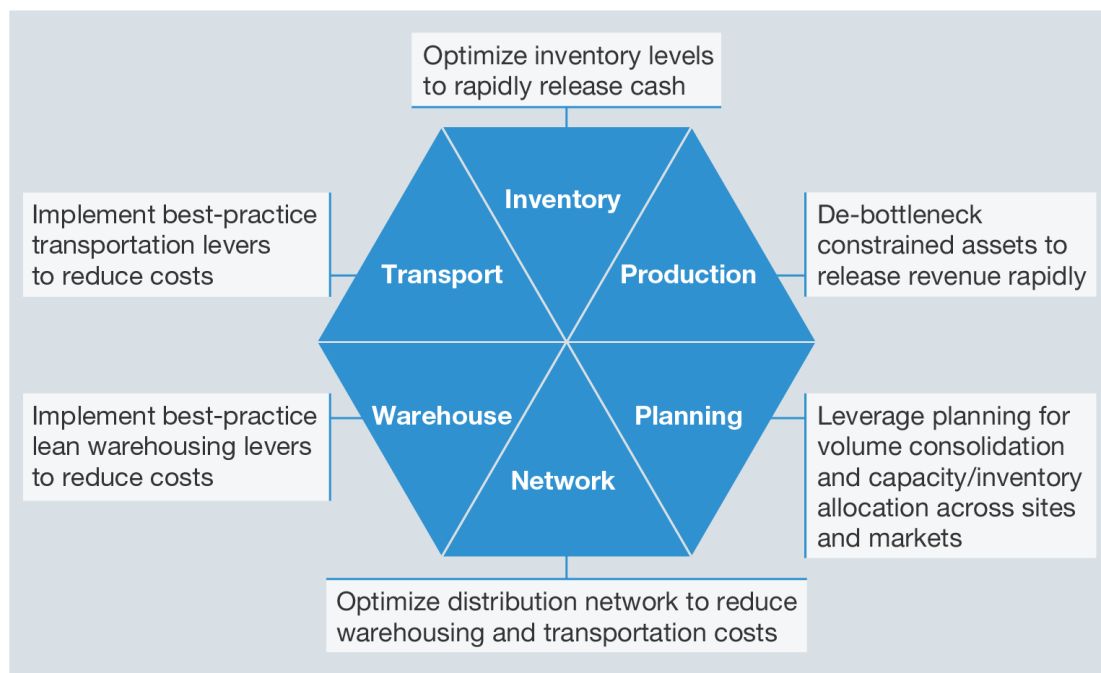 Optimize inventory levels
to rapidly release cash
Inventory
Implement best-practice
transportation levers
to reduce costs
Transport
Production
De-bottleneck
constrained assets to
release revenue rapidly
Implement best-practice
lean warehousing levers
to reduce costs
Warehouse
Network
Planning
Leverage planning for
volume consolidation
and capacity/inventory
allocation across sites
and markets
Optimize distribution network to reduce
warehousing and transportation costs